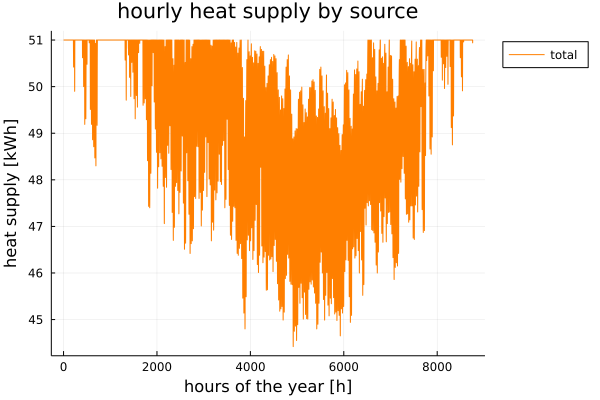 hourly heat supply by source
51
50
49
48
47
46
45
heat supply [kWh]
0 2000 4000 6000 8000
hours of the year [h]
total